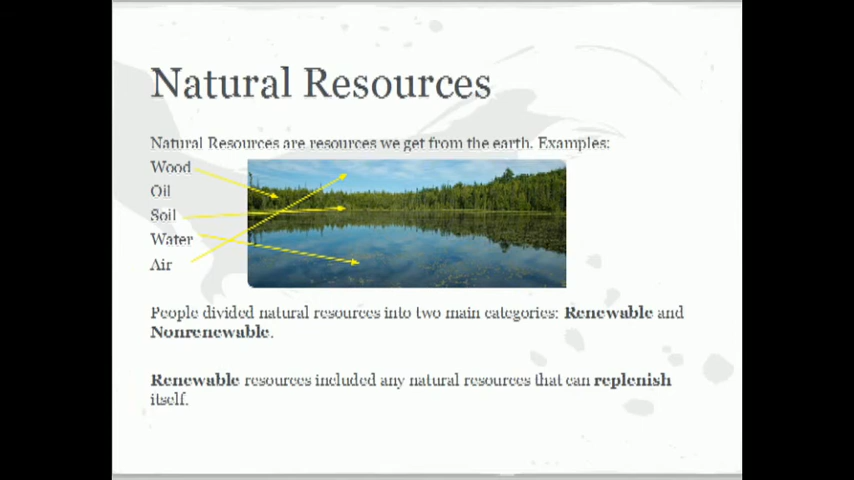 Natural Resources
Natural Resources are resources we get from the earth. Examples:
Wood
Oil
Soil
Water
Air
People divided natural resources into two main categories: Renewable and
Nonrenewable.
Renewable resources included any natural resources that can replenish
itself.